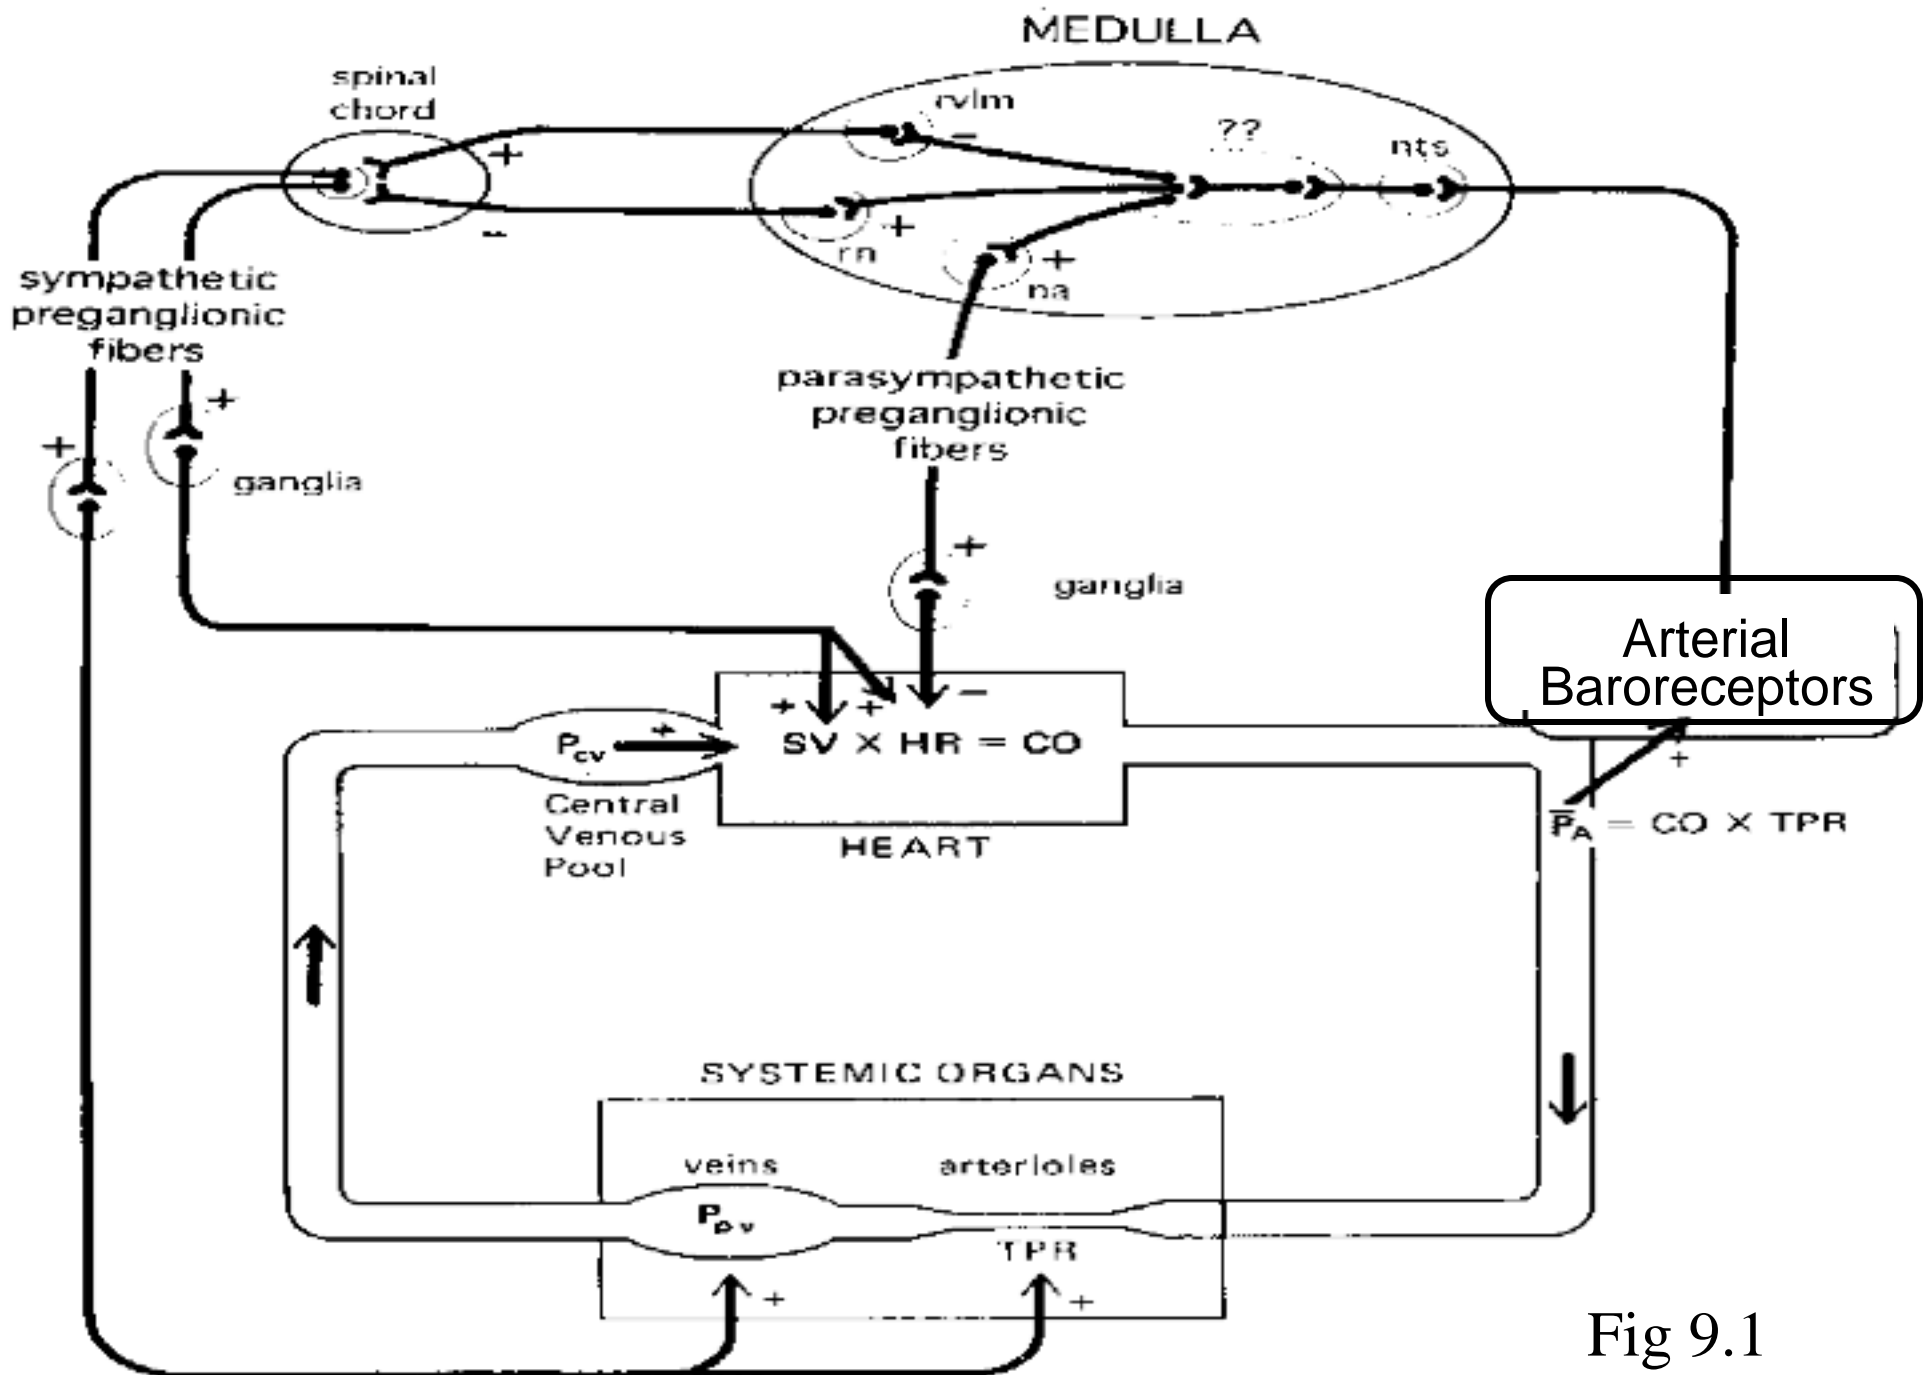 MEDULLA
spinal
chord
rvlm
-
??
nts
+
-
rn
+
+
na
sympathetic
preganglionic
fibers
+
+
ganglia
parasympathetic
preganglionic
fibers
+
ganglia
Arterial
Baroreceptors
+ + -
Pcv +
SV X HR = CO
+
Central
Venous
Pool
HEART
P̅A = CO X TPR
SYSTEMIC ORGANS
veins
arterioles
Ppv
TPR
+
+
Fig 9.1